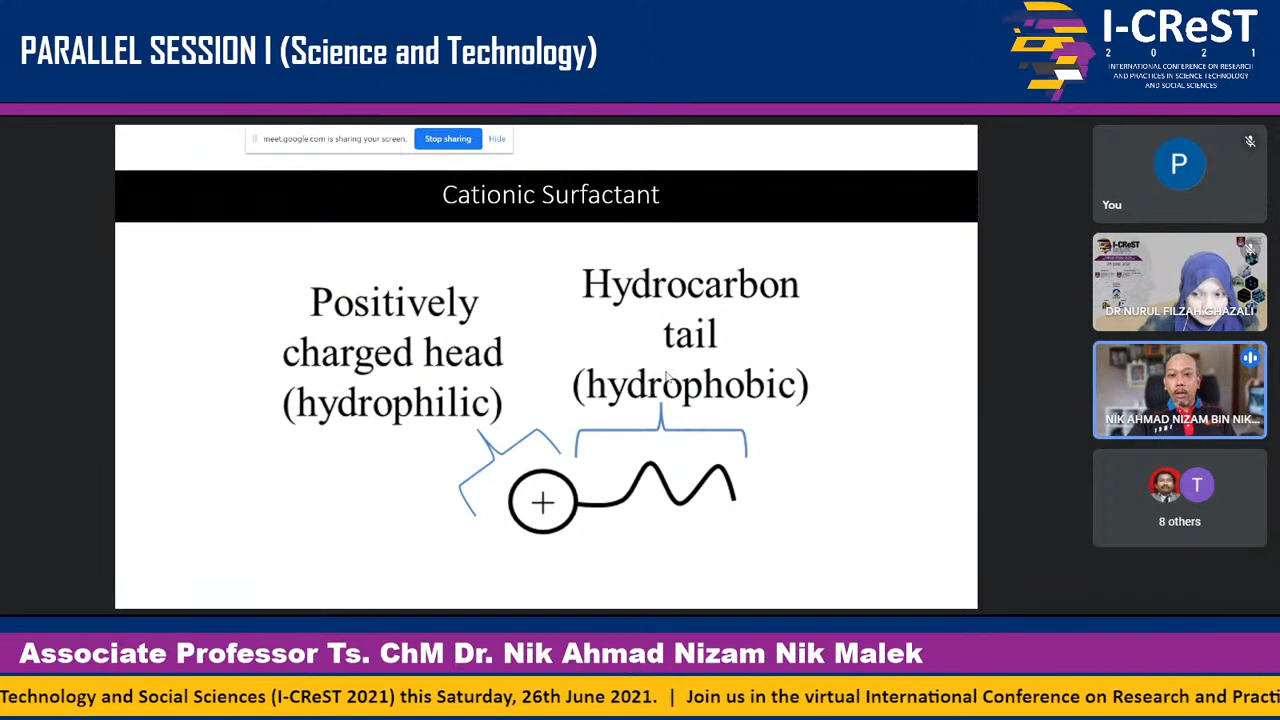 PARALLEL SESSION I (Science and Technology)
I-CReST
2 0 2 1
INTERNATIONAL CONFERENCE ON RESEARCH
AND PRACTICES IN SCIENCE TECHNOLOGY
AND SOCIAL SCIENCES
meet.google.com is sharing your screen.
Stop sharing
Hide
Cationic Surfactant
Positively
charged head
(hydrophilic)
Hydrocarbon
tail
(hydrophobic)
+
P
You
I-CReST
DR NURUL FILZAH GHAZALI
NIK AHMAD NIZAM BIN NIK...
T
8 others
Associate Professor Ts. ChM Dr. Nik Ahmad Nizam Nik Malek
Technology and Social Sciences (I-CReST 2021) this Saturday, 26th June 2021. | Join us in the virtual International Conference on Research and Practi